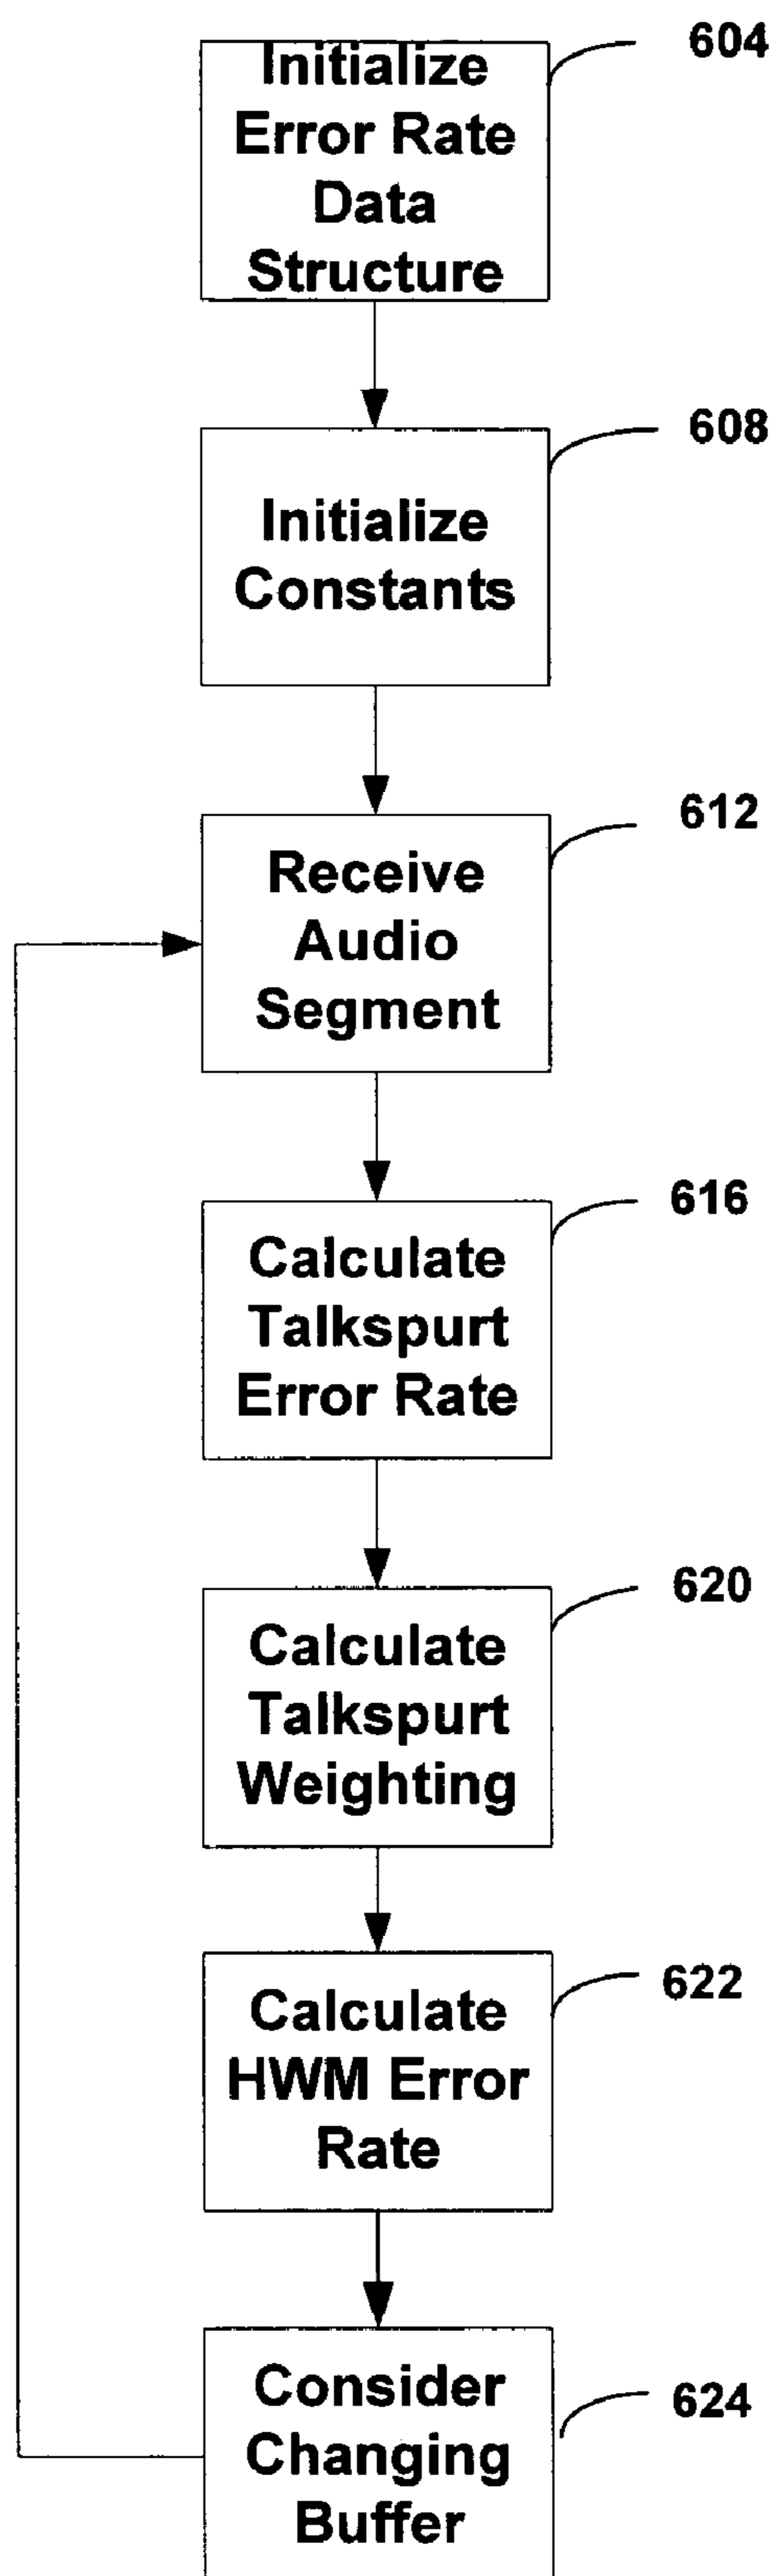 604
Initialize
Error Rate
Data
Structure
608
Initialize
Constants
612
Receive
Audio
Segment
616
Calculate
Talkspurt
Error Rate
620
Calculate
Talkspurt
Weighting
622
Calculate
HWM Error
Rate
624
Consider
Changing
Buffer